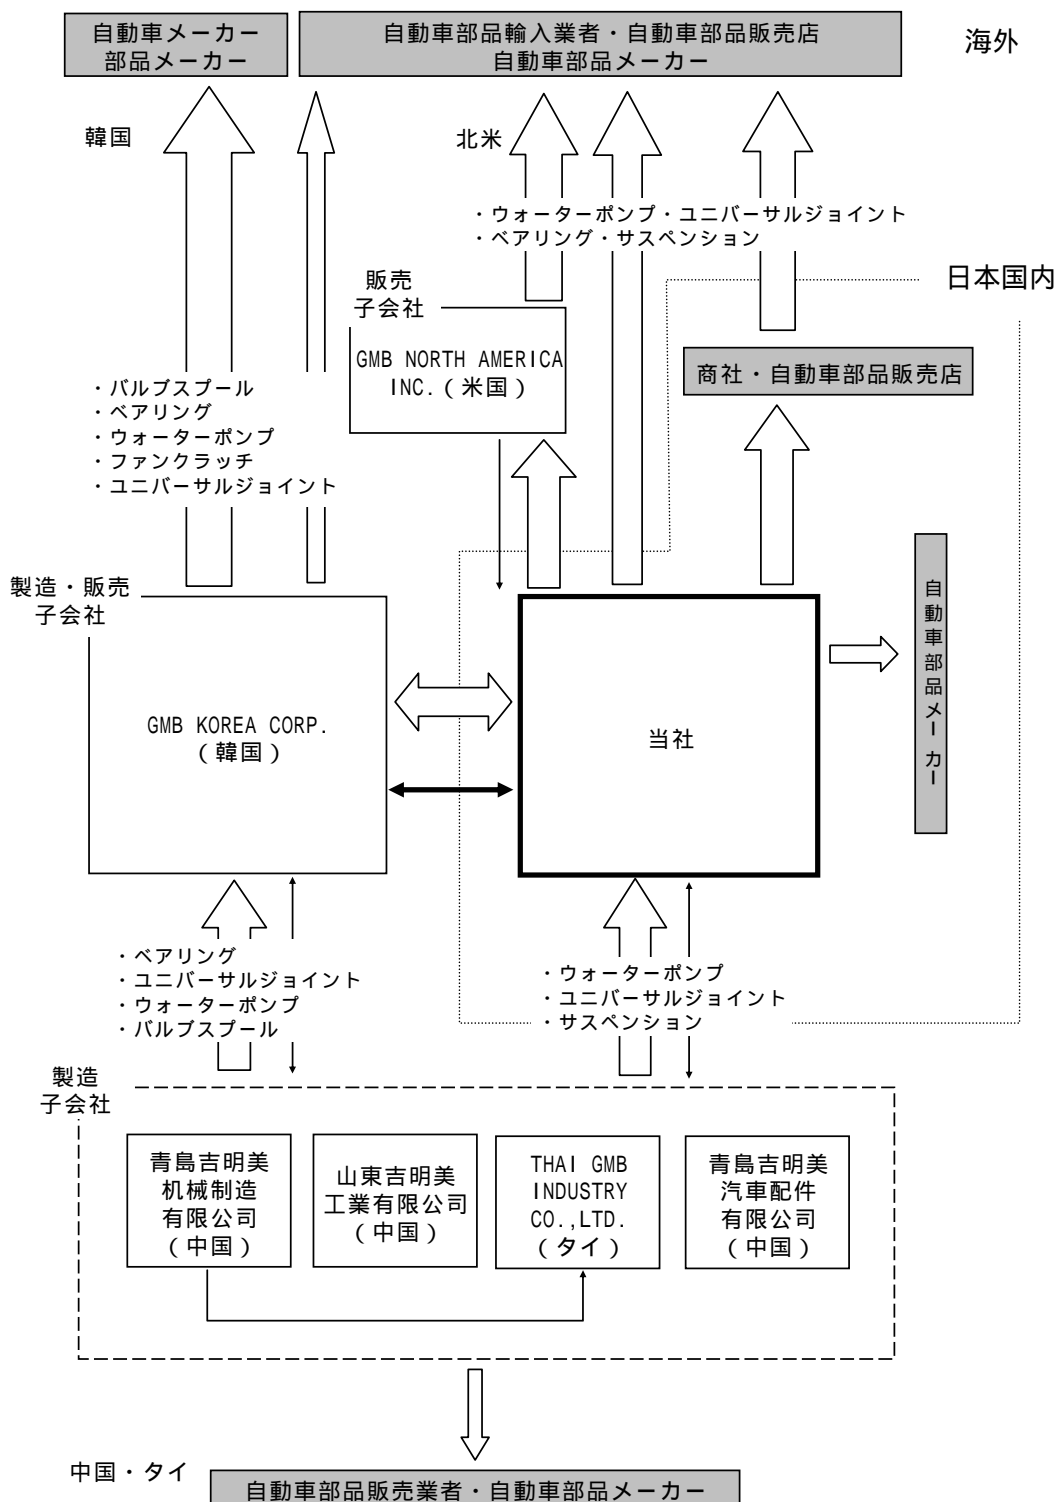 自動車メーカー
部品メーカー
自動車部品輸入業者・自動車部品販売店
自動車部品メーカー
海外
韓国
北米
・ウォーターポンプ・ユニバーサルジョイント
・ベアリング・サスペンション
日本国内
販売
子会社
GMB NORTH AMERICA
INC.(米国)
商社・自動車部品販売店
・バルブスプール
・ベアリング
・ウォーターポンプ
・ファンクラッチ
・ユニバーサルジョイント
製造・販売
子会社
自動車部品メーカー
GMB KOREA CORP.
(韓国)
当社
・ベアリング
・ユニバーサルジョイント
・ウォーターポンプ
・バルブスプール
・ウォーターポンプ
・ユニバーサルジョイント
・サスペンション
製造
子会社
青島吉明美
机械制造
有限公司
(中国)
山東吉明美
工業有限公司
(中国)
THAI GMB
INDUSTRY
CO.,LTD.
(タイ)
青島吉明美
汽車配件
有限公司
(中国)
中国・タイ
自動車部品販売業者・自動車部品メーカー